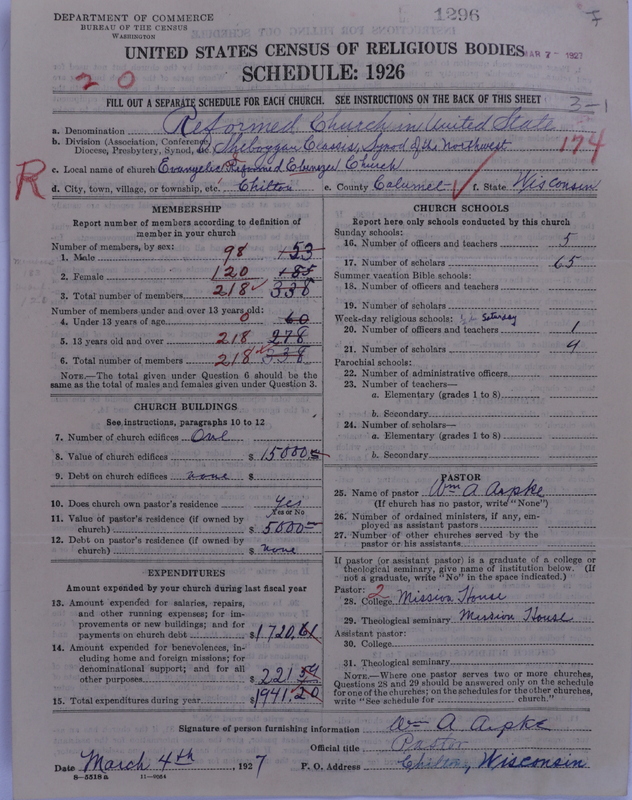 DEPARTMENT OF COMMERCE
BUREAU OF THE CENSUS
WASHINGTON
1296
UNITED STATES CENSUS OF RELIGIOUS BODIES
MAR 7 - 1927
SCHEDULE: 1926
20
FILL OUT A SEPARATE SCHEDULE FOR EACH CHURCH. SEE INSTRUCTIONS ON THE BACK OF THIS SHEET
3-1
a. Denomination Reformed Church in United State
b. Division (Association, Conference, Diocese, Presbytery, Synod, etc. Sheboygan Classis, Synod of the Northwest
174
R
c. Local name of church Evangelic Reformed Ebenezer Church
d. City, town, village, or township, etc. Chilton e. County Calumet f. State Wisconsin
MEMBERSHIP
Report number of members according to definition of member in your church
Number of members, by sex:
1. Male 98 153
2. Female 120 185
3. Total number of members 218 338
Number of members under and over 13 years old:
4. Under 13 years of age 0 60
5. 13 years old and over 218 278
6. Total number of members 218 338
NOTE.—The total given under Question 6 should be the same as the total of males and females given under Question 3.
CHURCH BUILDINGS
See instructions, paragraphs 10 to 12
7. Number of church edifices One
8. Value of church edifices $ 15000
9. Debt on church edifices none $
10. Does church own pastor's residence Yes
Yes or No
11. Value of pastor's residence (if owned by church) $ 5000
12. Debt on pastor's residence (if owned by church) $ none
EXPENDITURES
Amount expended by your church during last fiscal year
13. Amount expended for salaries, repairs, and other running expenses; for improvements or new buildings; and for payments on church debt $ 1720.61
14. Amount expended for benevolences, including home and foreign missions; for denominational support; and for all other purposes $ 221 59
15. Total expenditures during year $ 1941.20
CHURCH SCHOOLS
Report here only schools conducted by this church
Sunday schools:
16. Number of officers and teachers 5
17. Number of scholars 65
Summer vacation Bible schools:
18. Number of officers and teachers
19. Number of scholars
Week-day religious schools: Saturday
20. Number of officers and teachers 1
21. Number of scholars 9
Parochial schools:
22. Number of administrative officers
23. Number of teachers—
a. Elementary (grades 1 to 8)
b. Secondary
24. Number of scholars—
a. Elementary (grades 1 to 8)
b. Secondary
PASTOR
25. Name of pastor Wm A Arpke
(If church has no pastor, write "None")
26. Number of ordained ministers, if any, employed as assistant pastors
27. Number of other churches served by the pastor or his assistants
If pastor (or assistant pastor) is a graduate of a college or theological seminary, give name of institution below. (If not a graduate, write "No" in the space indicated.)
Pastor: 2
28. College Mission House
29. Theological seminary Mission House
Assistant pastor:
30. College
31. Theological seminary
NOTE.—Where one pastor serves two or more churches, Questions 28 and 29 should be answered only on the schedule for one of the churches; on the schedules for the other churches, write "See schedule for church."
Signature of person furnishing information Wm A Arpke
Official title Pastor
Date March 4th, 1927 P. O. Address Chilton, Wisconsin
8-5518 a 11-9054